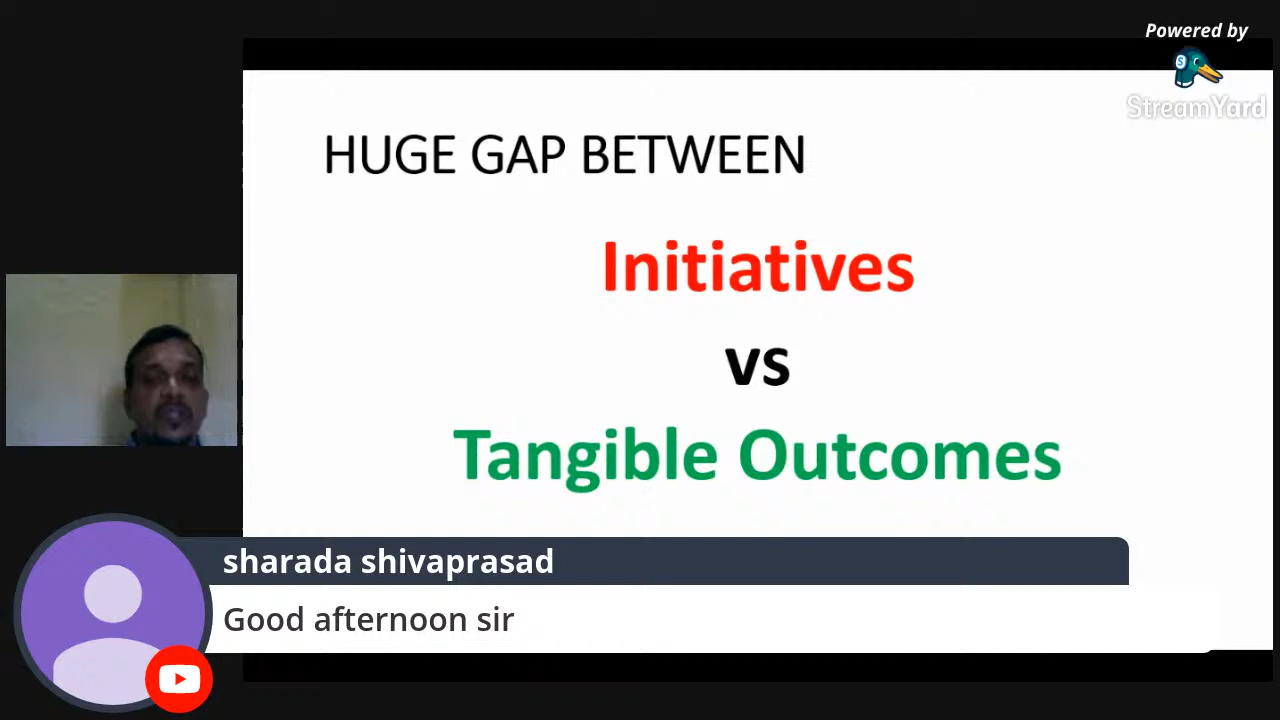 Powered by
StreamYard
HUGE GAP BETWEEN
Initiatives
vs
Tangible Outcomes
sharada shivaprasad
Good afternoon sir